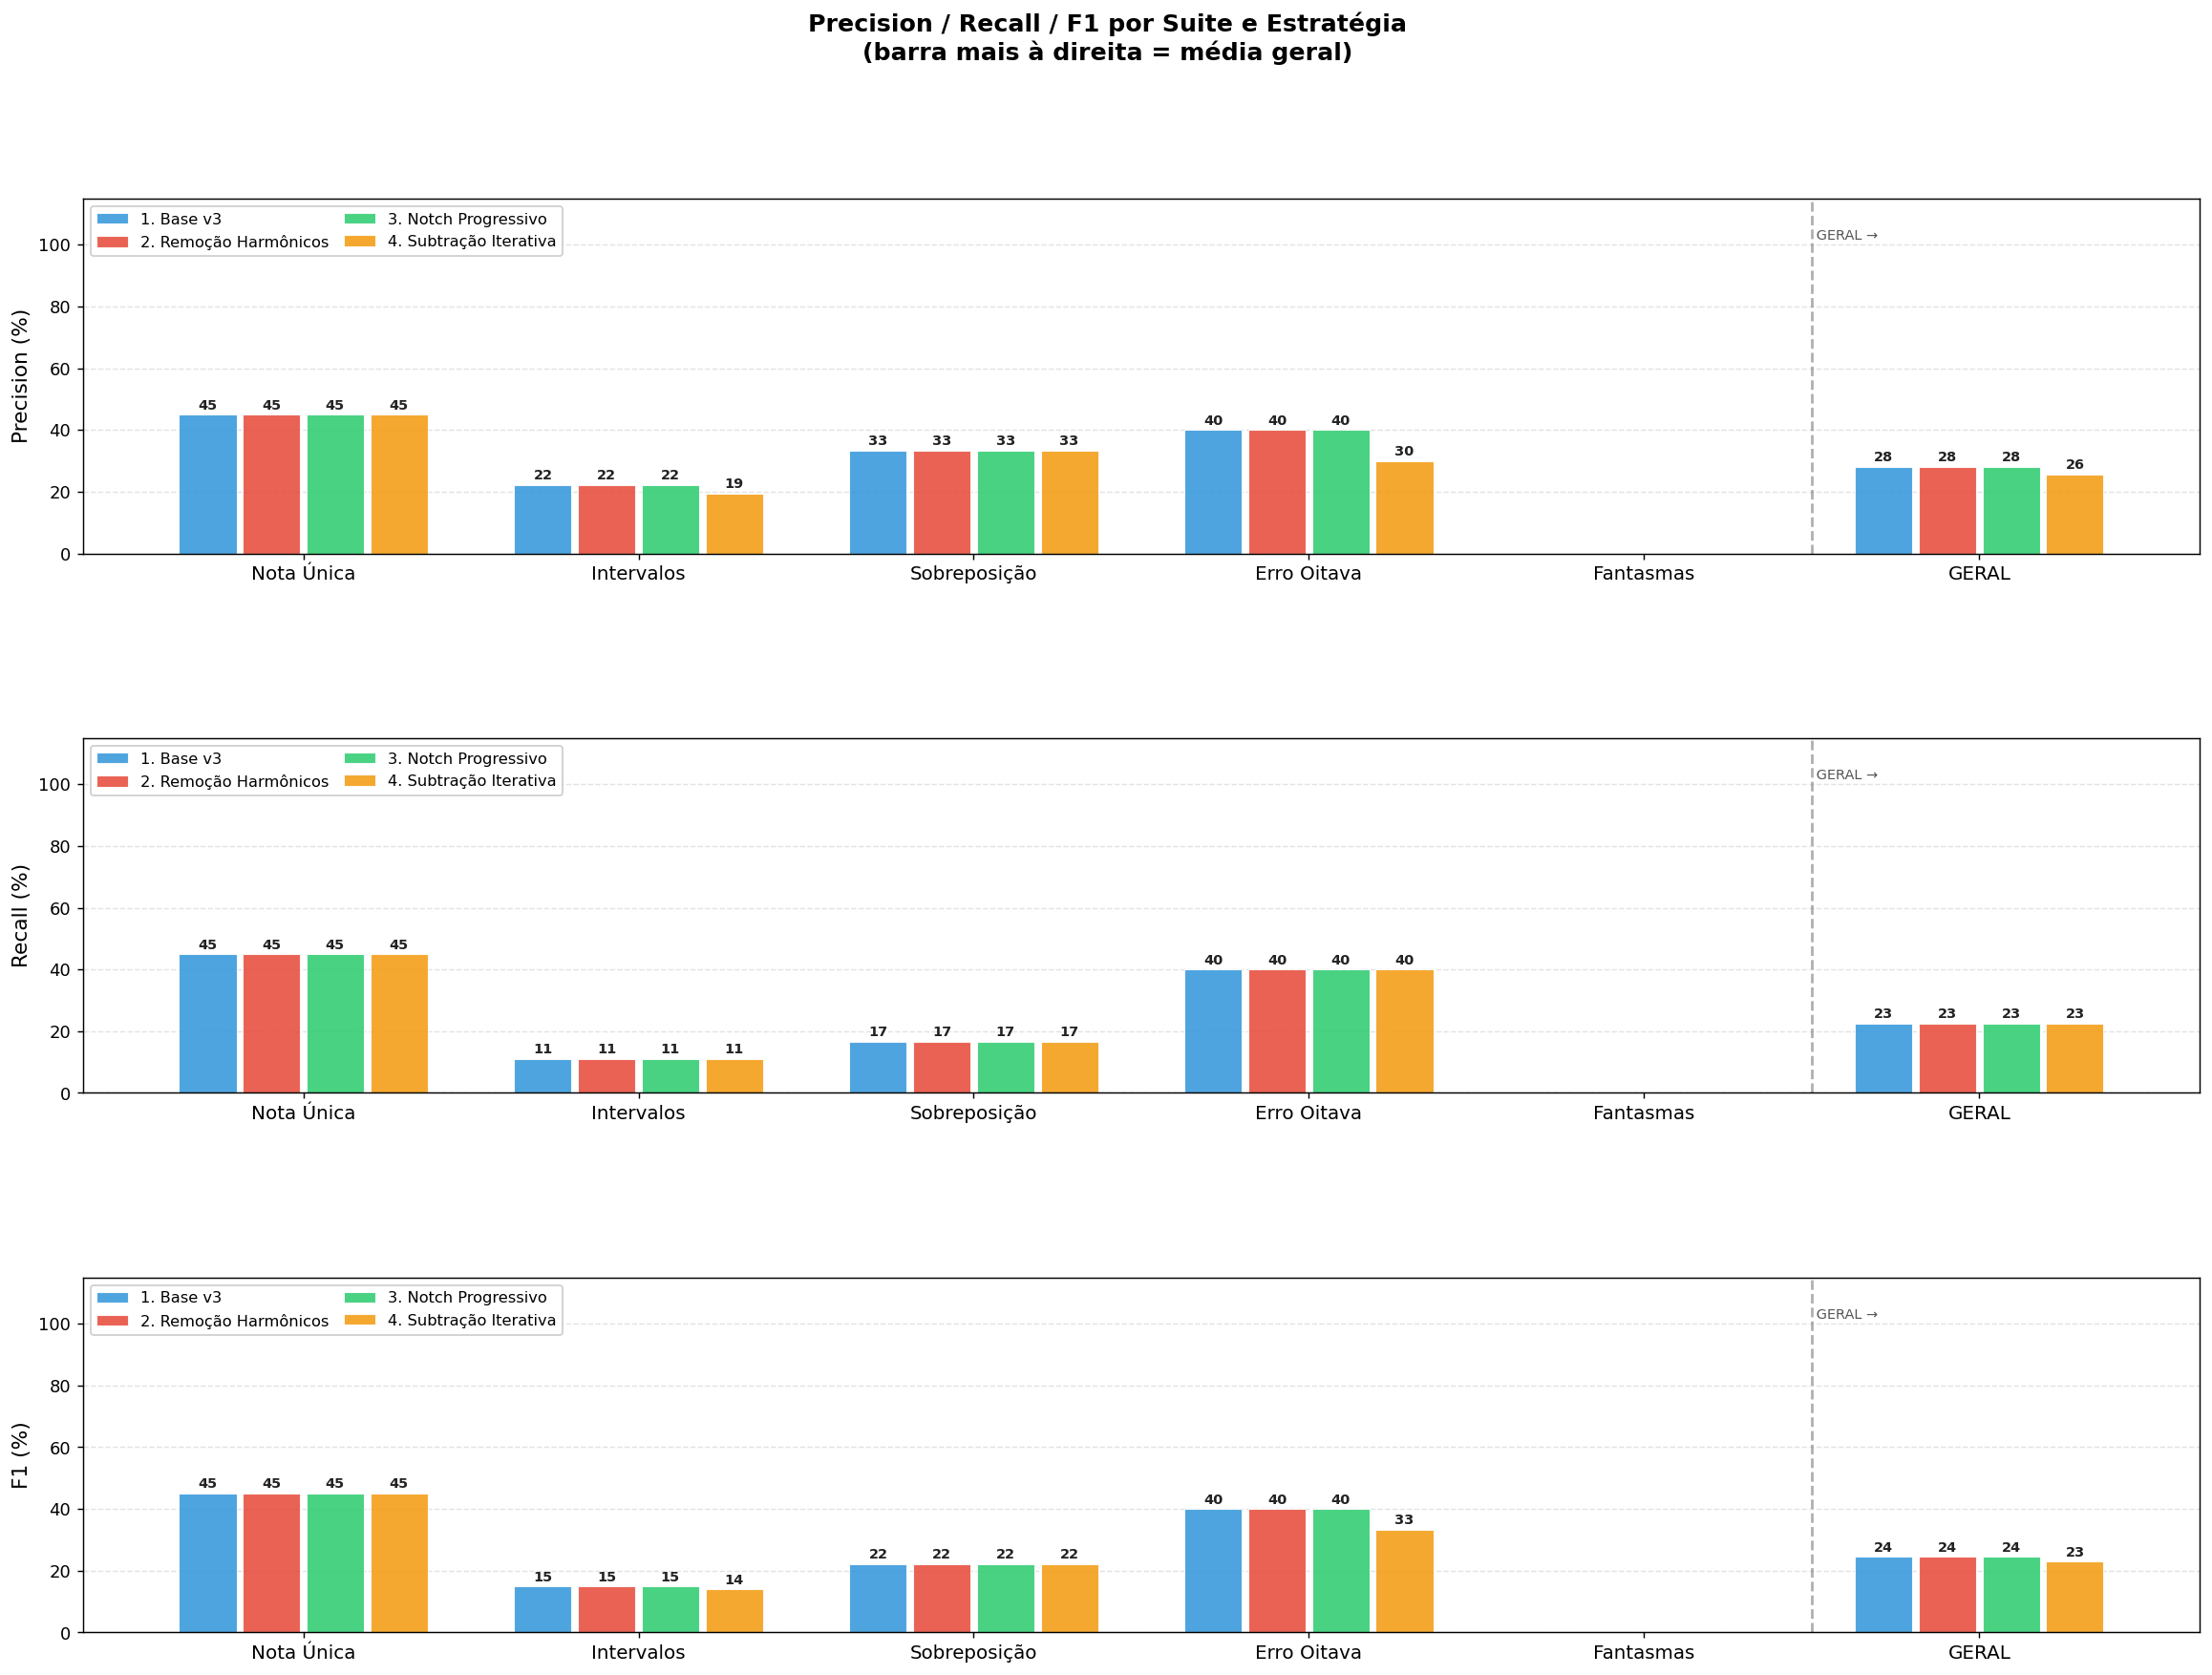 Precision / Recall / F1 por Suite e Estratégia
(barra mais à direita = média geral)
1. Base v3
2. Remoção Harmônicos
3. Notch Progressivo
4. Subtração Iterativa
GERAL →
Precision (%)
100
80
60
40
20
0
45 45 45 45
22 22 22 19
33 33 33 33
40 40 40 30
28 28 28 26
Nota Única Intervalos Sobreposição Erro Oitava Fantasmas GERAL
1. Base v3
2. Remoção Harmônicos
3. Notch Progressivo
4. Subtração Iterativa
GERAL →
Recall (%)
100
80
60
40
20
0
45 45 45 45
11 11 11 11
17 17 17 17
40 40 40 40
23 23 23 23
Nota Única Intervalos Sobreposição Erro Oitava Fantasmas GERAL
1. Base v3
2. Remoção Harmônicos
3. Notch Progressivo
4. Subtração Iterativa
GERAL →
F1 (%)
100
80
60
40
20
0
45 45 45 45
15 15 15 14
22 22 22 22
40 40 40 33
24 24 24 23
Nota Única Intervalos Sobreposição Erro Oitava Fantasmas GERAL